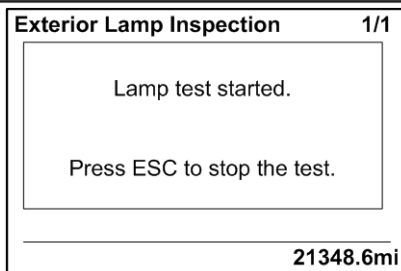 Exterior Lamp Inspection 1/1
Lamp test started.
Press ESC to stop the test.
21348.6mi